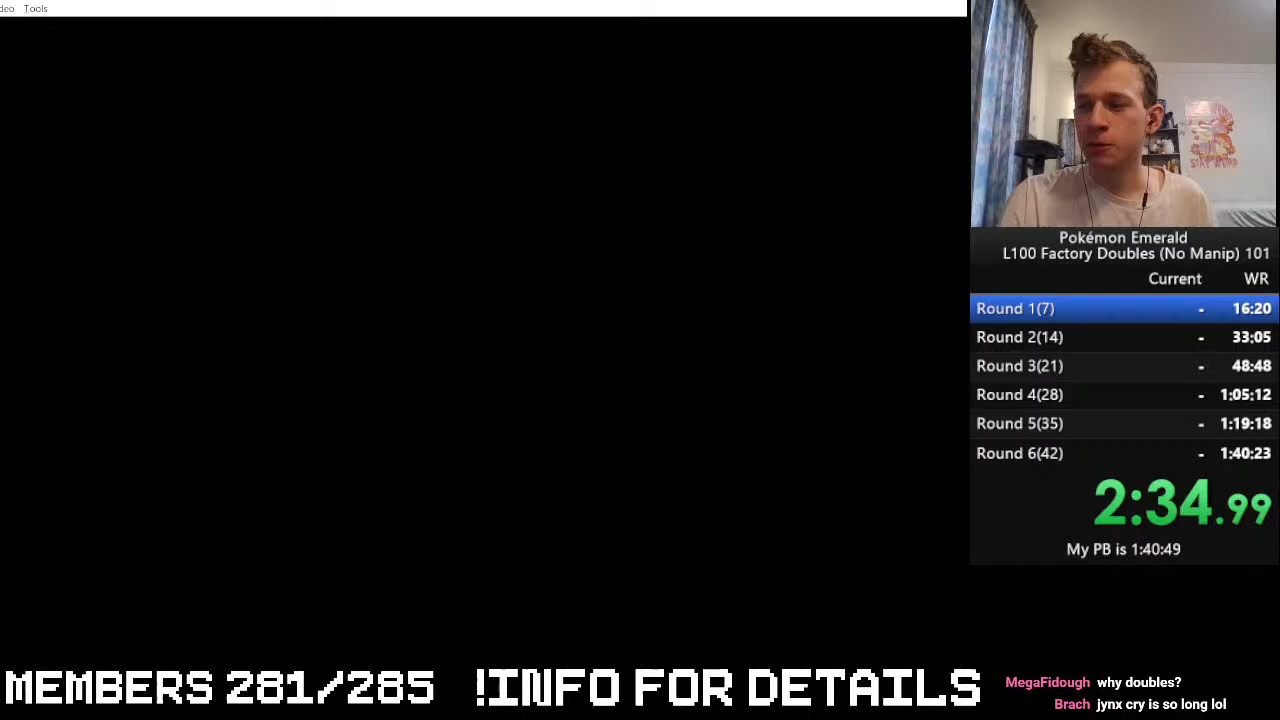 deo Tools
Pokémon Emerald
L100 Factory Doubles (No Manip) 101
Current WR
Round 1(7) - 16:20
Round 2(14) - 33:05
Round 3(21) - 48:48
Round 4(28) - 1:05:12
Round 5(35) - 1:19:18
Round 6(42) - 1:40:23
2:34.99
My PB is 1:40:49
MEMBERS 281/285 !INFO FOR DETAILS
MegaFidough why doubles?
Brach jynx cry is so long lol